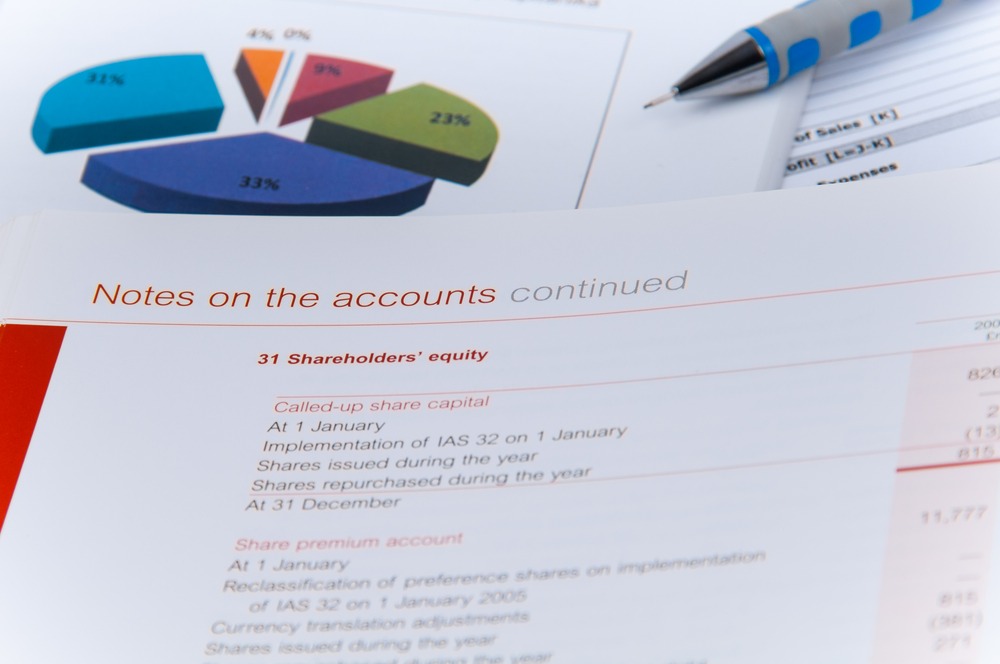 4% 0%
31%
9%
23%
33%
of Sales [K]
ofit [L=J-K]
Expenses
Notes on the accounts continued
31 Shareholders' equity
200
826
Called-up share capital
At 1 January
—
Implementation of IAS 32 on 1 January
2
Shares issued during the year
(13
Shares repurchased during the year
815
At 31 December
11,777
Share premium account
At 1 January
—
Reclassification of preference shares on implementation
—
of IAS 32 on 1 January 2005
815
Currency translation adjustments
(381)
Shares issued during the year
271